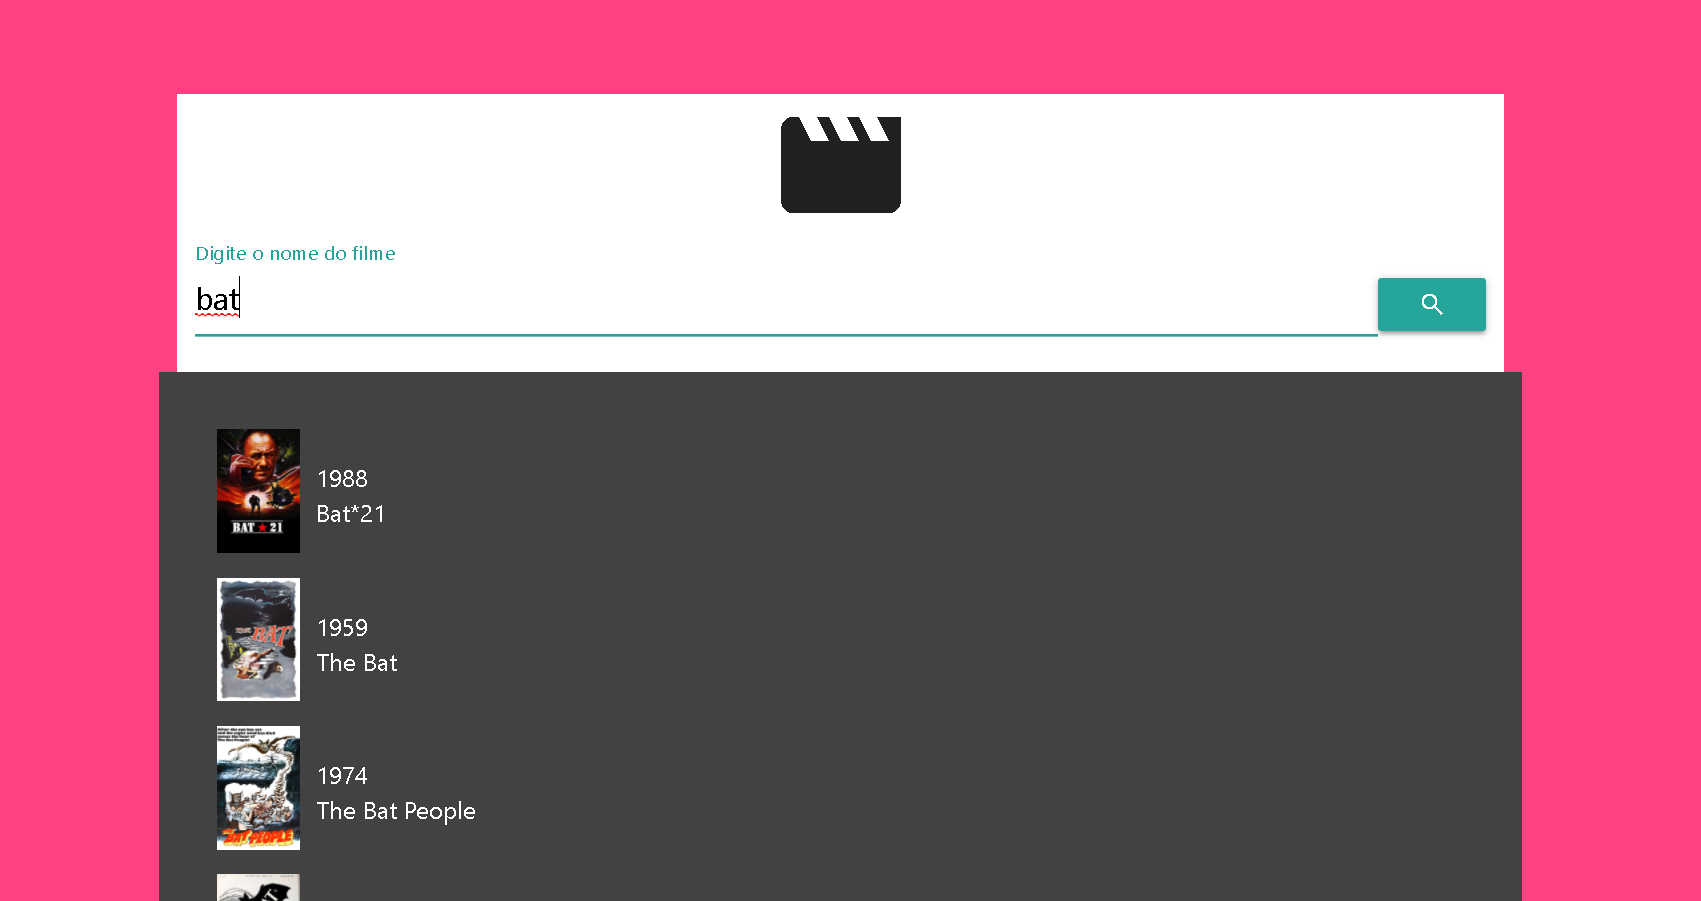 Digite o nome do filme
bat
BAT★21
1988
Bat*21
THE BAT
1959
The Bat
1974
The Bat People
BAT PEOPLE